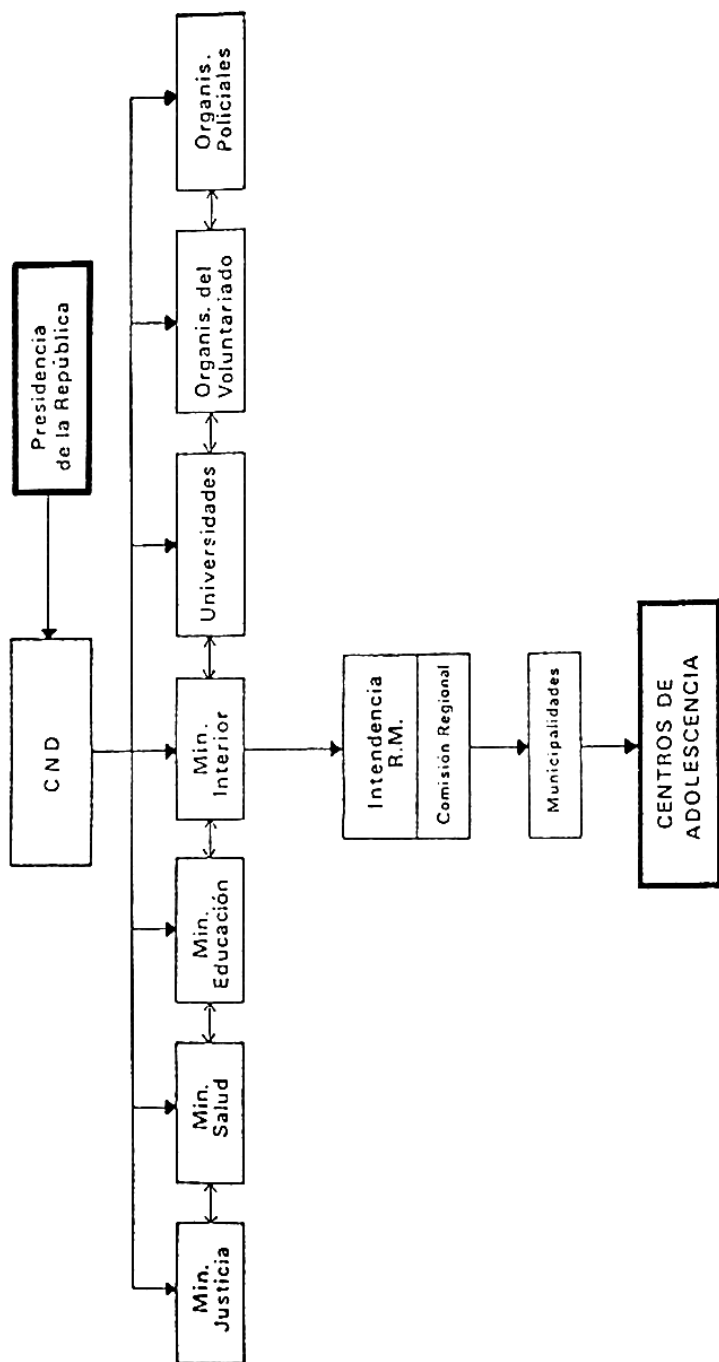 Presidencia
de la República
CND
Min.
Justicia
Min.
Salud
Min.
Educación
Min.
Interior
Universidades
Organis. del
Voluntariado
Organis.
Policiales
Intendencia
R.M.
Comisión Regional
Municipalidades
CENTROS DE
ADOLESCENCIA